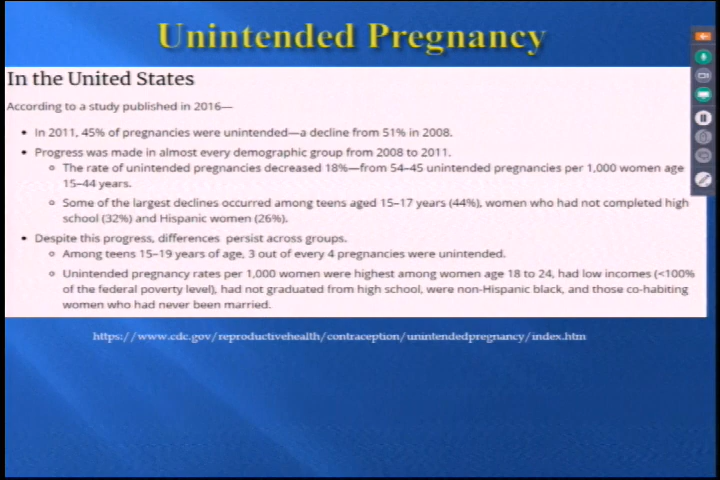 Unintended Pregnancy
In the United States
According to a study published in 2016—
• In 2011, 45% of pregnancies were unintended—a decline from 51% in 2008.
• Progress was made in almost every demographic group from 2008 to 2011.
o The rate of unintended pregnancies decreased 18%—from 54–45 unintended pregnancies per 1,000 women age
15–44 years.
o Some of the largest declines occurred among teens aged 15–17 years (44%), women who had not completed high
school (32%) and Hispanic women (26%).
• Despite this progress, differences persist across groups.
o Among teens 15–19 years of age, 3 out of every 4 pregnancies were unintended.
o Unintended pregnancy rates per 1,000 women were highest among women age 18 to 24, had low incomes (<100%
of the federal poverty level), had not graduated from high school, were non-Hispanic black, and those co-habiting
women who had never been married.
https://www.cdc.gov/reproductivehealth/contraception/unintendedpregnancy/index.htm